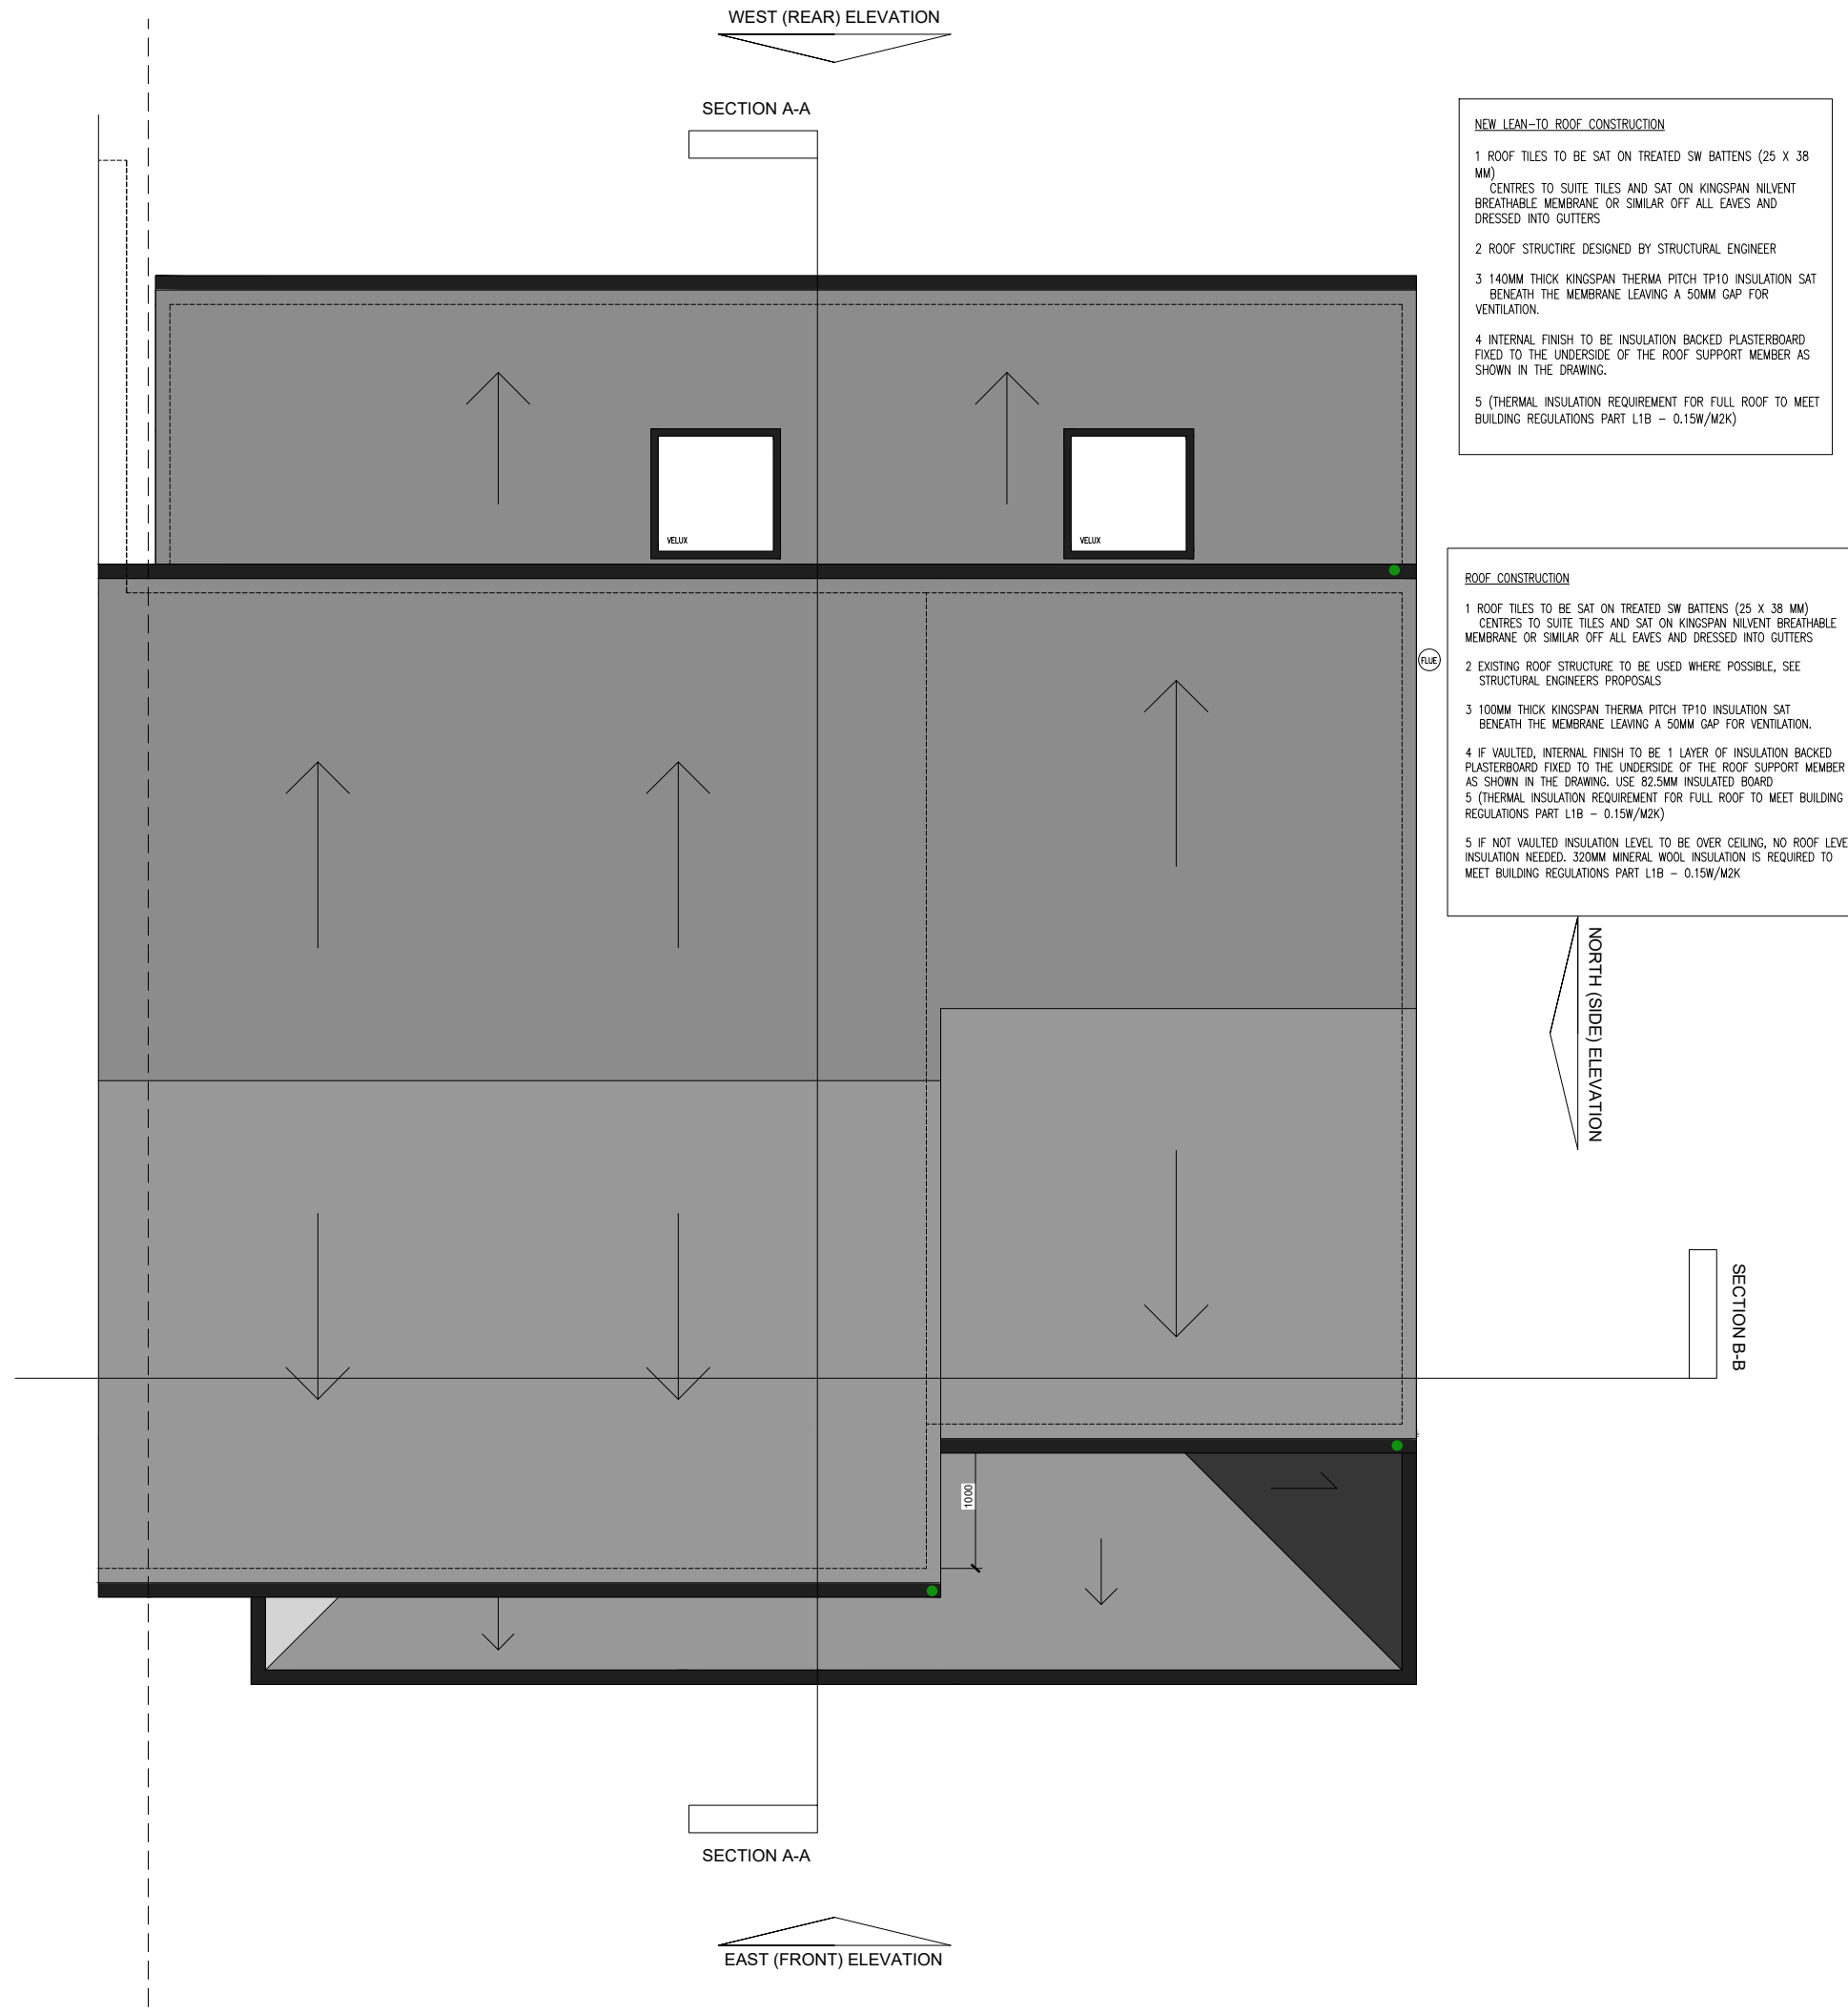 WEST (REAR) ELEVATION
SECTION A-A
NEW LEAN-TO ROOF CONSTRUCTION
1 ROOF TILES TO BE SAT ON TREATED SW BATTENS (25 X 38
MM)
CENTRES TO SUITE TILES AND SAT ON KINGSPAN NILVENT
BREATHABLE MEMBRANE OR SIMILAR OFF ALL EAVES AND
DRESSED INTO GUTTERS
2 ROOF STRUCTIRE DESIGNED BY STRUCTURAL ENGINEER
3 140MM THICK KINGSPAN THERMA PITCH TP10 INSULATION SAT
BENEATH THE MEMBRANE LEAVING A 50MM GAP FOR
VENTILATION.
4 INTERNAL FINISH TO BE INSULATION BACKED PLASTERBOARD
FIXED TO THE UNDERSIDE OF THE ROOF SUPPORT MEMBER AS
SHOWN IN THE DRAWING.
5 (THERMAL INSULATION REQUIREMENT FOR FULL ROOF TO MEET
BUILDING REGULATIONS PART L1B - 0.15W/M2K)
VELUX
VELUX
FLUE
ROOF CONSTRUCTION
1 ROOF TILES TO BE SAT ON TREATED SW BATTENS (25 X 38 MM)
CENTRES TO SUITE TILES AND SAT ON KINGSPAN NILVENT BREATHABLE
MEMBRANE OR SIMILAR OFF ALL EAVES AND DRESSED INTO GUTTERS
2 EXISTING ROOF STRUCTURE TO BE USED WHERE POSSIBLE, SEE
STRUCTURAL ENGINEERS PROPOSALS
3 100MM THICK KINGSPAN THERMA PITCH TP10 INSULATION SAT
BENEATH THE MEMBRANE LEAVING A 50MM GAP FOR VENTILATION.
4 IF VAULTED, INTERNAL FINISH TO BE 1 LAYER OF INSULATION BACKED
PLASTERBOARD FIXED TO THE UNDERSIDE OF THE ROOF SUPPORT MEMBER
AS SHOWN IN THE DRAWING. USE 82.5MM INSULATED BOARD
5 (THERMAL INSULATION REQUIREMENT FOR FULL ROOF TO MEET BUILDING
REGULATIONS PART L1B - 0.15W/M2K)
5 IF NOT VAULTED INSULATION LEVEL TO BE OVER CEILING, NO ROOF LEVE
INSULATION NEEDED. 320MM MINERAL WOOL INSULATION IS REQUIRED TO
MEET BUILDING REGULATIONS PART L1B - 0.15W/M2K
NORTH (SIDE) ELEVATION
SECTION B-B
1000
SECTION A-A
EAST (FRONT) ELEVATION